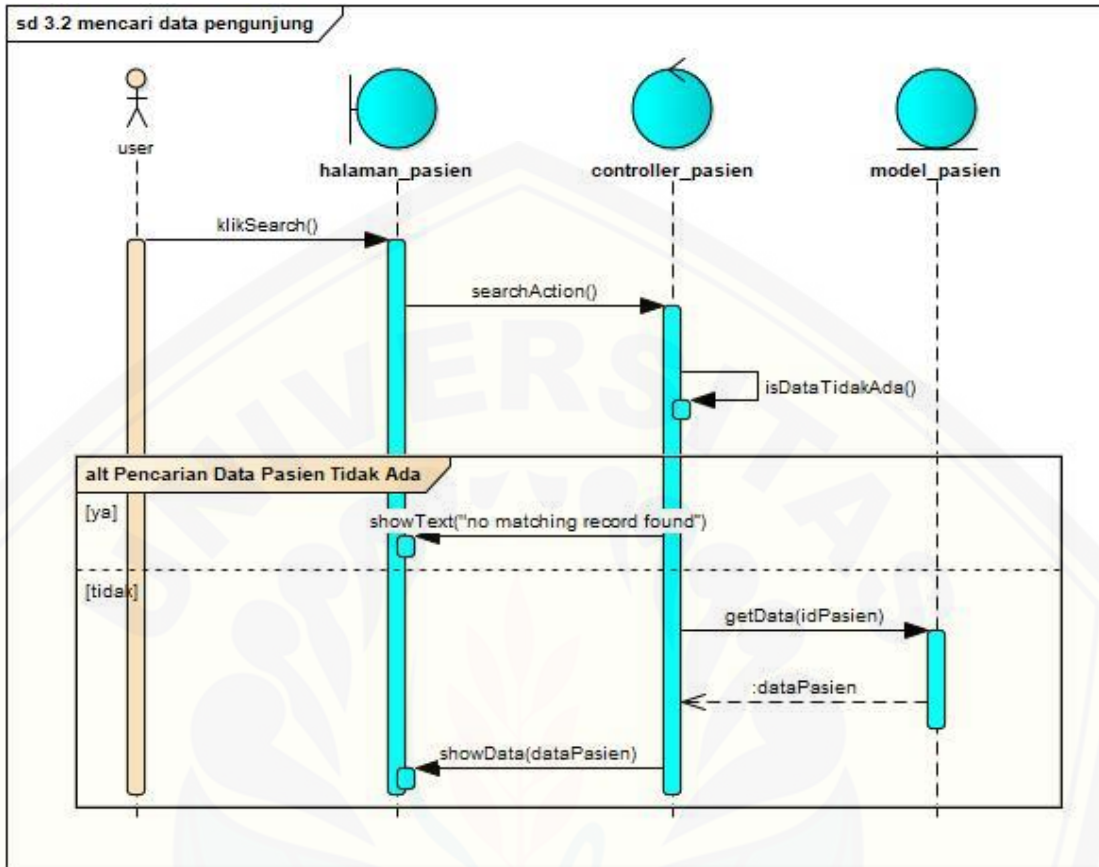 sd 3.2 mencari data pengunjung
user
halaman_pasien
controller_pasien
model_pasien
klikSearch()
searchAction()
isDataTidakAda()
alt Pencarian Data Pasien Tidak Ada
[ya]
showText("no matching record found")
[tidak]
getData(idPasien)
:dataPasien
showData(dataPasien)
UNIVERSITAS